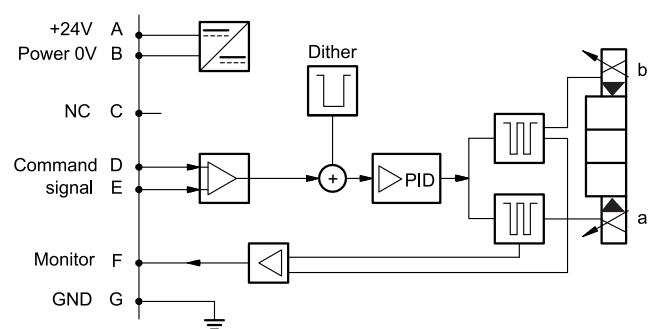 +24V A
Power 0V B
Dither
b
NC C
Command D
signal E
PID
a
Monitor F
GND G